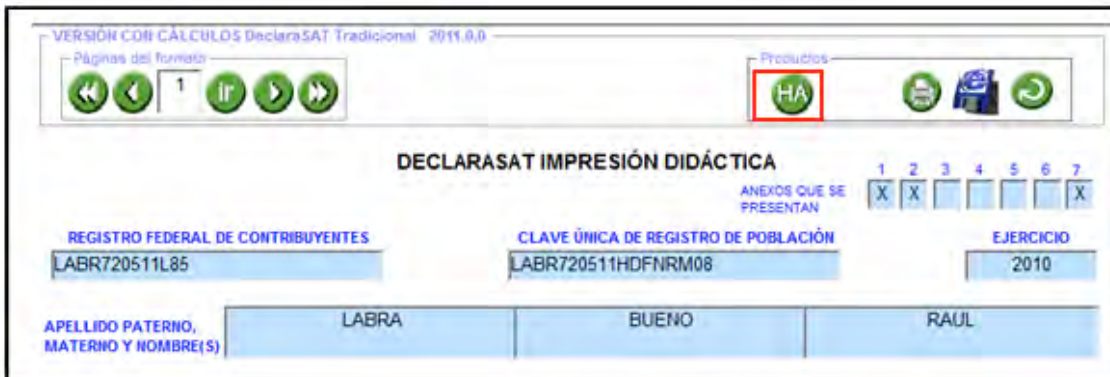 VERSIÓN CON CÁLCULOS DeclaraSAT Tradicional 2011.0.0
Páginas del formato
Productos
1 ir HA
DECLARASAT IMPRESIÓN DIDÁCTICA
1 2 3 4 5 6 7
ANEXOS QUE SE PRESENTAN
X X X
REGISTRO FEDERAL DE CONTRIBUYENTES CLAVE ÚNICA DE REGISTRO DE POBLACIÓN EJERCICIO
LABR720511L85 LABR720511HDFNRM08 2010
APELLIDO PATERNO, MATERNO Y NOMBRE(S)
LABRA BUENO RAUL